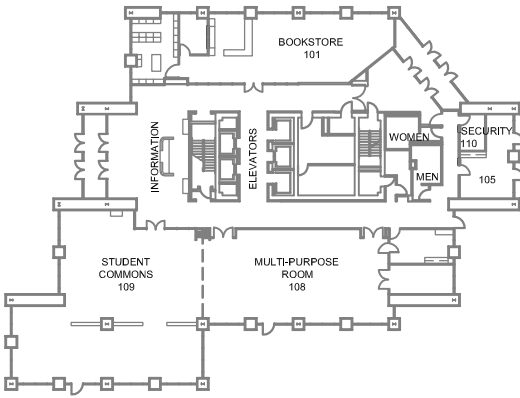 BOOKSTORE
101
INFORMATION
ELEVATORS
WOMEN
SECURITY
110
MEN
105
STUDENT
COMMONS
109
MULTI-PURPOSE
ROOM
108